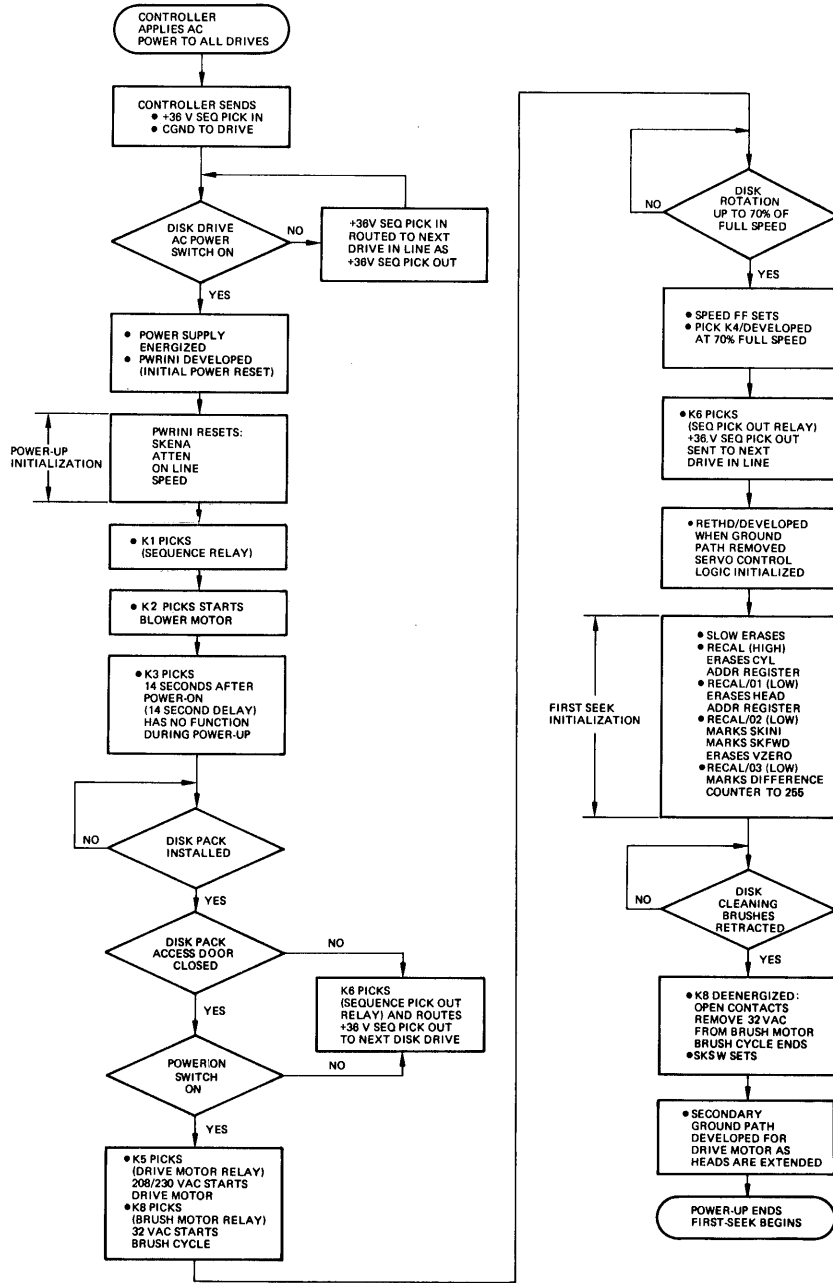 CONTROLLER
APPLIES AC
POWER TO ALL DRIVES
CONTROLLER SENDS
● +36 V SEQ PICK IN
● CGND TO DRIVE
DISK DRIVE
AC POWER
SWITCH ON
NO
+36V SEQ PICK IN
ROUTED TO NEXT
DRIVE IN LINE AS
+36V SEQ PICK OUT
YES
● POWER SUPPLY
ENERGIZED
● PWRINI DEVELOPED
(INITIAL POWER RESET)
POWER-UP
INITIALIZATION
PWRINI RESETS:
SKENA
ATTEN
ON LINE
SPEED
● K1 PICKS
(SEQUENCE RELAY)
● K2 PICKS STARTS
BLOWER MOTOR
● K3 PICKS
14 SECONDS AFTER
POWER-ON
(14 SECOND DELAY)
HAS NO FUNCTION
DURING POWER-UP
NO
DISK PACK
INSTALLED
YES
DISK PACK
ACCESS DOOR
CLOSED
NO
YES
K6 PICKS
(SEQUENCE PICK OUT
RELAY) AND ROUTES
+36 V SEQ PICK OUT
TO NEXT DISK DRIVE
POWER ON
SWITCH
ON
NO
YES
● K5 PICKS
(DRIVE MOTOR RELAY)
208/230 VAC STARTS
DRIVE MOTOR
● K8 PICKS
(BRUSH MOTOR RELAY)
32 VAC STARTS
BRUSH CYCLE
NO
DISK
ROTATION
UP TO 70% OF
FULL SPEED
YES
● SPEED FF SETS
● PICK K4/DEVELOPED
AT 70% FULL SPEED
● K6 PICKS
(SEQ PICK OUT RELAY)
+36.V SEQ PICK OUT
SENT TO NEXT
DRIVE IN LINE
● RETHD/DEVELOPED
WHEN GROUND
PATH REMOVED
SERVO CONTROL
LOGIC INITIALIZED
FIRST SEEK
INITIALIZATION
● SLOW ERASES
● RECAL (HIGH)
ERASES CYL
ADDR REGISTER
● RECAL/01 (LOW)
ERASES HEAD
ADDR REGISTER
● RECAL/02 (LOW)
MARKS SKINI
MARKS SKFWD
ERASES VZERO
● RECAL/03 (LOW)
MARKS DIFFERENCE
COUNTER TO 255
NO
DISK
CLEANING
BRUSHES
RETRACTED
YES
● K8 DEENERGIZED:
OPEN CONTACTS
REMOVE 32 VAC
FROM BRUSH MOTOR
BRUSH CYCLE ENDS
● SKSW SETS
● SECONDARY
GROUND PATH
DEVELOPED FOR
DRIVE MOTOR AS
HEADS ARE EXTENDED
POWER-UP ENDS
FIRST-SEEK BEGINS